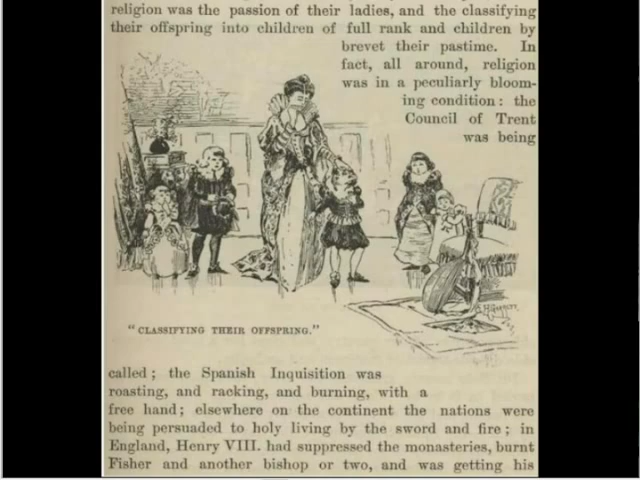 religion was the passion of their ladies, and the classifying
their offspring into children of full rank and children by
brevet their pastime. In
fact, all around, religion
was in a peculiarly bloom-
ing condition: the
Council of Trent
was being
"CLASSIFYING THEIR OFFSPRING."
called; the Spanish Inquisition was
roasting, and racking, and burning, with a
free hand; elsewhere on the continent the nations were
being persuaded to holy living by the sword and fire; in
England, Henry VIII. had suppressed the monasteries, burnt
Fisher and another bishop or two, and was getting his